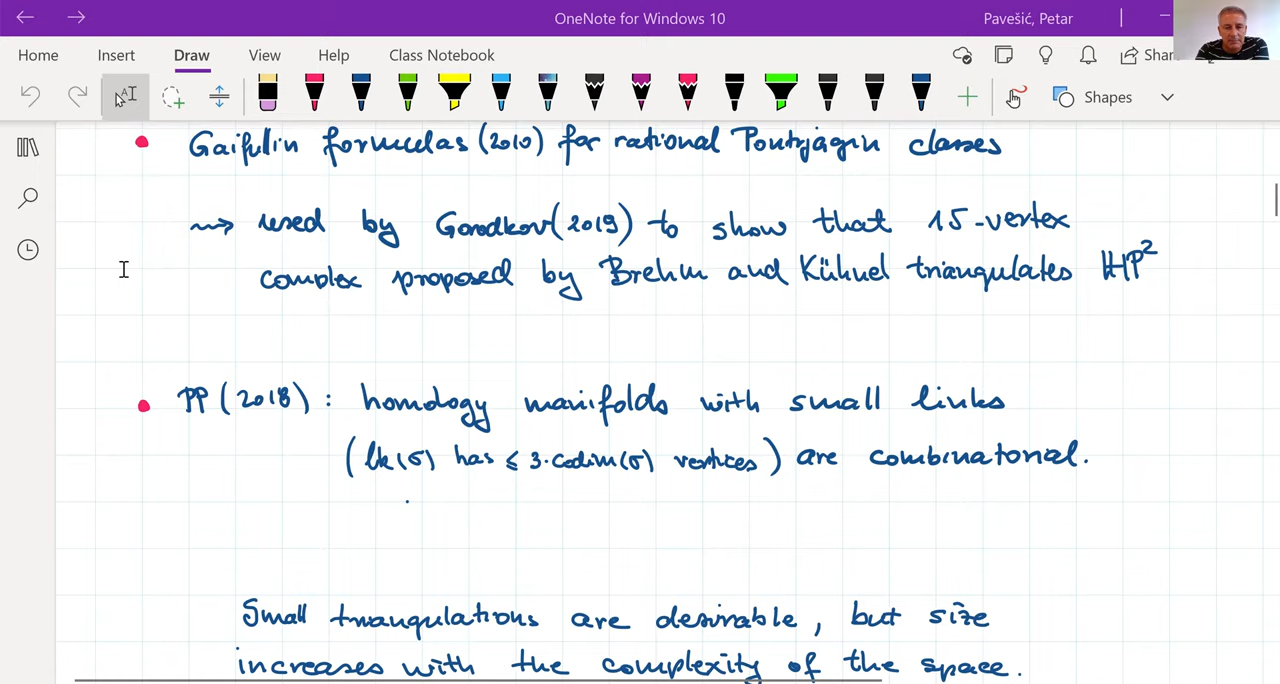 OneNote for Windows 10
Pavešić, Petar
Home Insert Draw View Help Class Notebook
Shar
Shapes
• Gaifullin formulas (2010) for rational Pontrjagin classes
⇝ used by Gorodkov (2019) to show that 15-vertex
complex proposed by Brehm and Kühnel triangulates HP²
• PP (2018): homology manifolds with small links
(lk(σ) has ≤ 3·codim(σ) vertices) are combinatorial.
Small triangulations are desirable, but size
increases with the complexity of the space.